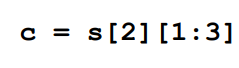 c = s[2][1:3]